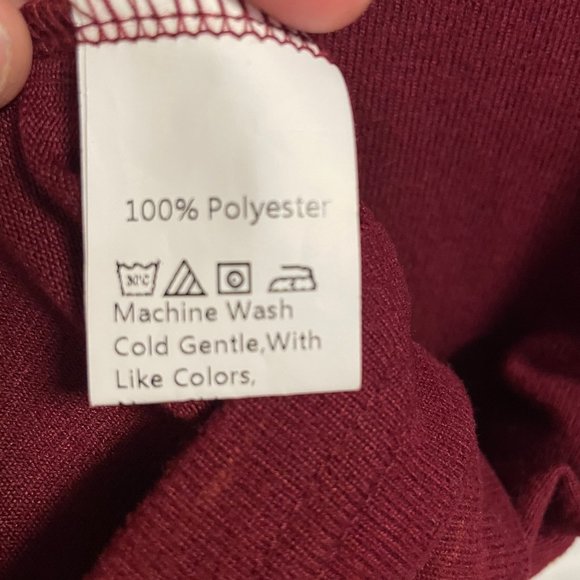 100% Polyester
30°C
Machine Wash
Cold Gentle,With
Like Colors,